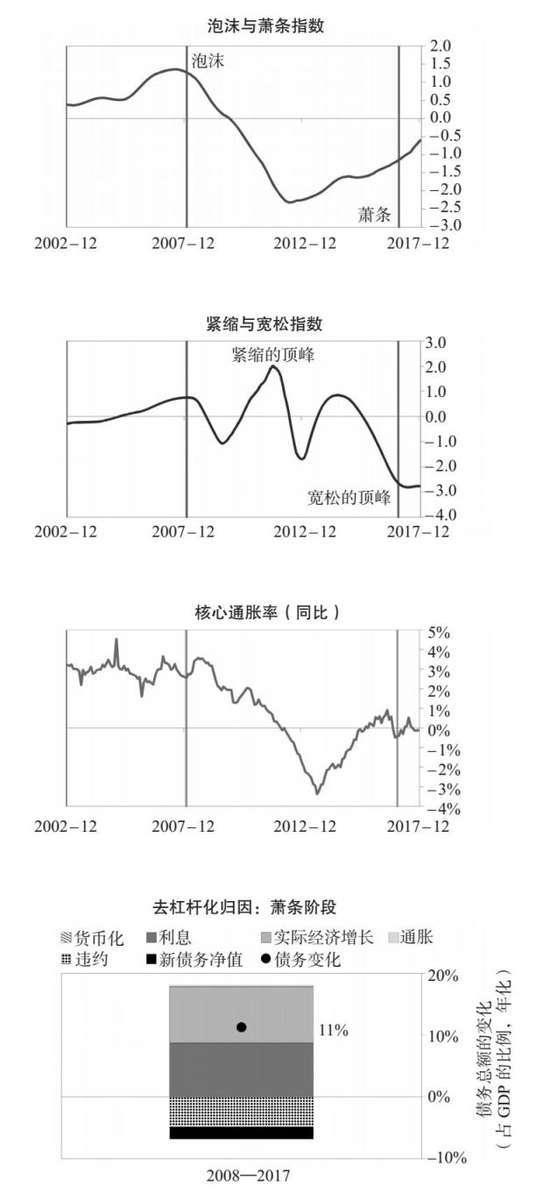 泡沫与萧条指数
泡沫
2.0
1.5
1.0
0.5
0.0
−0.5
−1.0
−1.5
−2.0
−2.5
−3.0
萧条
2002−12 2007−12 2012−12 2017−12
紧缩与宽松指数
紧缩的顶峰
3.0
2.0
1.0
0.0
−1.0
−2.0
−3.0
−4.0
宽松的顶峰
2002−12 2007−12 2012−12 2017−12
核心通胀率（同比）
5%
4%
3%
2%
1%
0%
−1%
−2%
−3%
−4%
2002−12 2007−12 2012−12 2017−12
去杠杆化归因：萧条阶段
货币化 利息 实际经济增长 通胀
违约 新债务净值 债务变化
20%
10%
0%
−10%
11%
债务总额的变化
（占 GDP 的比例，年化）
2008—2017